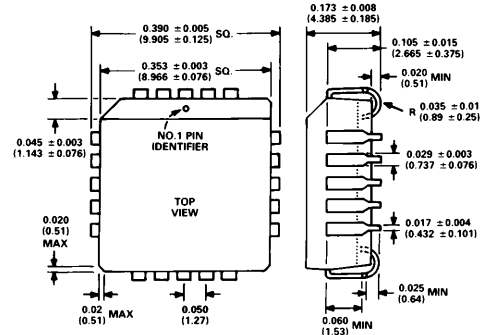 0.390 ±0.005 SQ.
(9.905 ±0.125)
0.353 ±0.003 SQ.
(8.966 ±0.076)
0.173 ±0.008
(4.385 ±0.185)
0.105 ±0.015
(2.665 ±0.375)
0.020 MIN
(0.51)
R 0.035 ±0.01
(0.89 ±0.25)
0.045 ±0.003
(1.143 ±0.076)
NO.1 PIN
IDENTIFIER
0.029 ±0.003
(0.737 ±0.076)
TOP
VIEW
0.020
(0.51)
MAX
0.017 ±0.004
(0.432 ±0.101)
0.02 MAX
(0.51)
0.050
(1.27)
0.025 MIN
(0.64)
0.060 MIN
(1.53)